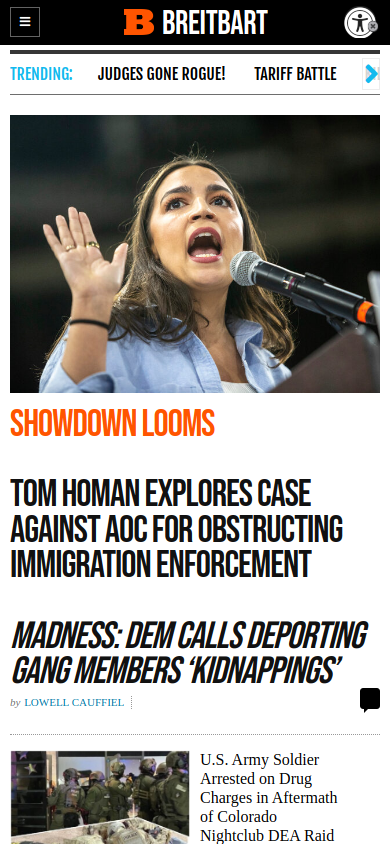 BREITBART
TRENDING:
JUDGES GONE ROGUE!
TARIFF BATTLE
SHOWDOWN LOOMS
TOM HOMAN EXPLORES CASE
AGAINST AOC FOR OBSTRUCTING
IMMIGRATION ENFORCEMENT
MADNESS: DEM CALLS DEPORTING
GANG MEMBERS ‘KIDNAPPINGS’
by LOWELL CAUFFIEL
U.S. Army Soldier
Arrested on Drug
Charges in Aftermath
of Colorado
Nightclub DEA Raid